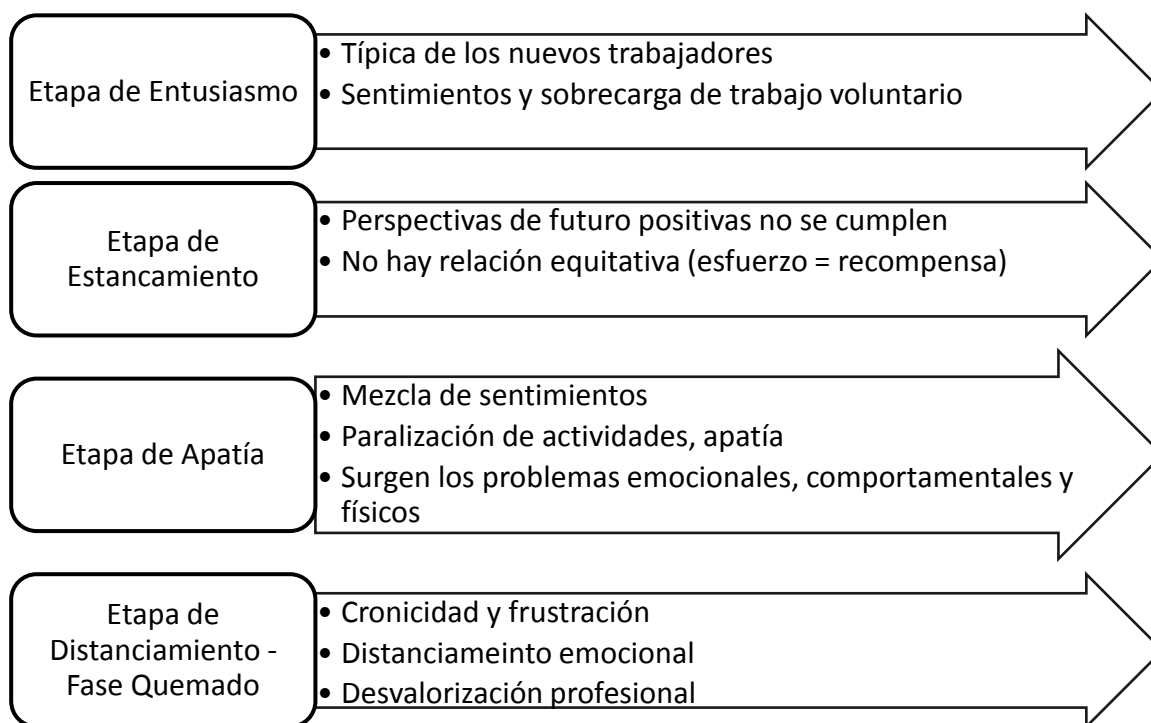 Etapa de Entusiasmo
• Típica de los nuevos trabajadores
• Sentimientos y sobrecarga de trabajo voluntario
Etapa de
Estancamiento
• Perspectivas de futuro positivas no se cumplen
• No hay relación equitativa (esfuerzo = recompensa)
Etapa de Apatía
• Mezcla de sentimientos
• Paralización de actividades, apatía
• Surgen los problemas emocionales, comportamentales y
físicos
Etapa de
Distanciamiento -
Fase Quemado
• Cronicidad y frustración
• Distanciameinto emocional
• Desvalorización profesional